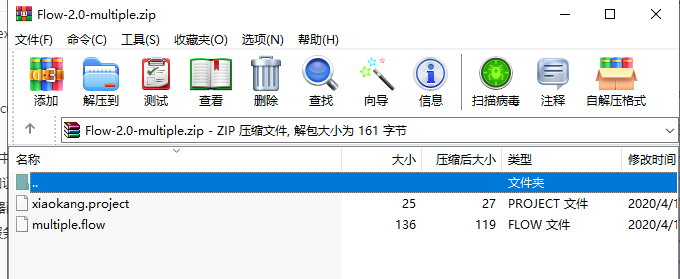 Flow-2.0-multiple.zip
文件(F) 命令(C) 工具(S) 收藏夹(O) 选项(N) 帮助(H)
添加 解压到 测试 查看 删除 查找 向导 信息 扫描病毒 注释 自解压格式
Flow-2.0-multiple.zip - ZIP 压缩文件, 解包大小为 161 字节
名称 大小 压缩后大小 类型 修改时间
.. 文件夹
xiaokang.project 25 27 PROJECT 文件 2020/4/1
multiple.flow 136 119 FLOW 文件 2020/4/1